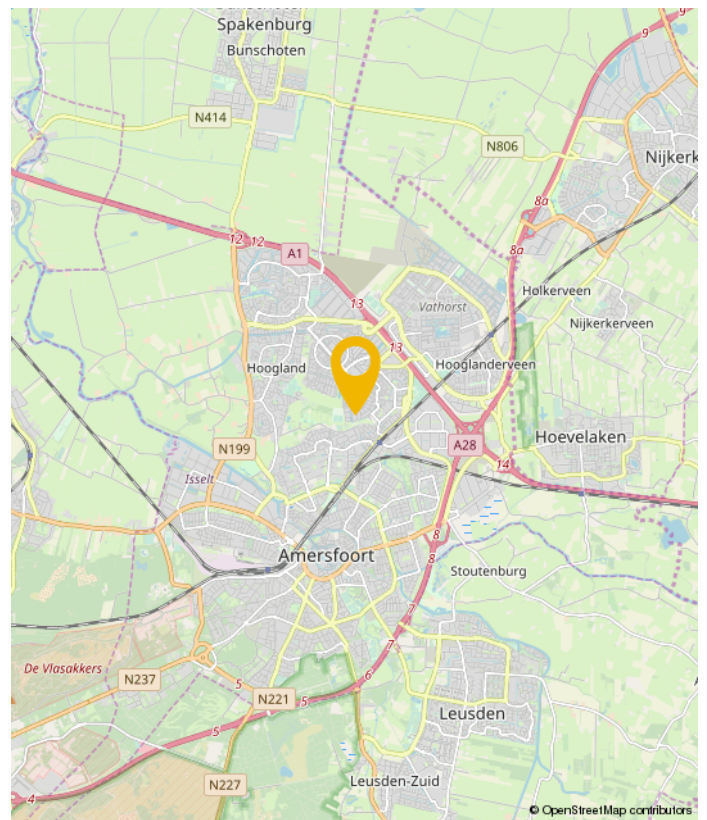 Spakenburg
Bunschoten
9
9
N414
N806
Nijkerk
8a
8a
12
12
A1
Holkerveen
13
Vathorst
Nijkerkerveen
13
Hoogland
Hooglanderveen
N199
A28
Hoevelaken
14
Isselt
8
Amersfoort
8
Stoutenburg
7
7
De Vlasakkers
6
N237
5
N221
5
Leusden
5
N227
Leusden-Zuid
4
© OpenStreetMap contributors